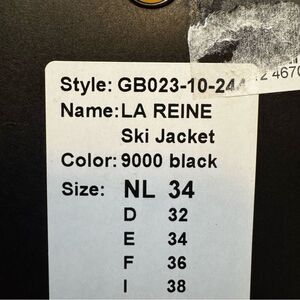 Style: GB023-10-24
Name: LA REINE
Ski Jacket
Color: 9000 black
Size: NL 34
D 32
E 34
F 36
I 38